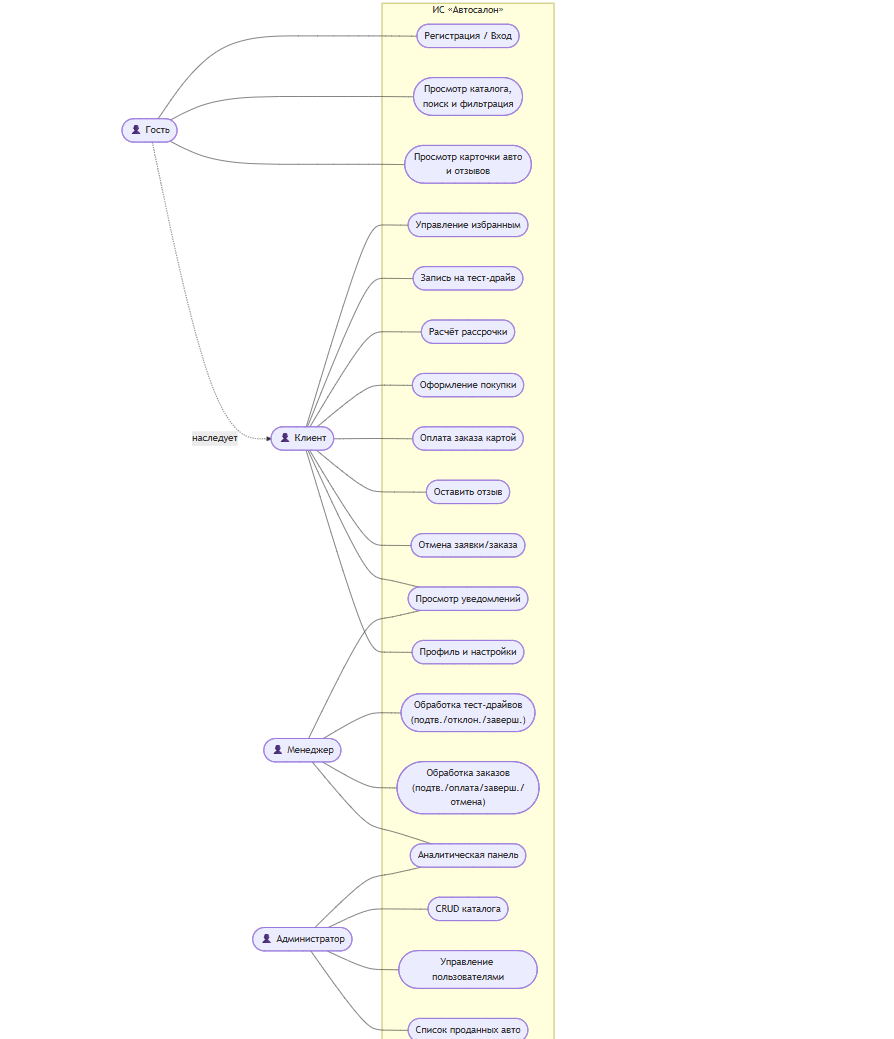 ИС «Автосалон»
Регистрация / Вход
Просмотр каталога,
поиск и фильтрация
Гость
Просмотр карточки авто
и отзывов
Управление избранным
Запись на тест-драйв
Расчёт рассрочки
Оформление покупки
наследует
Клиент
Оплата заказа картой
Оставить отзыв
Отмена заявки/заказа
Просмотр уведомлений
Профиль и настройки
Обработка тест-драйвов
(подтв./отклон./заверш.)
Менеджер
Обработка заказов
(подтв./оплата/заверш./
отмена)
Аналитическая панель
CRUD каталога
Администратор
Управление
пользователями
Список проданных авто